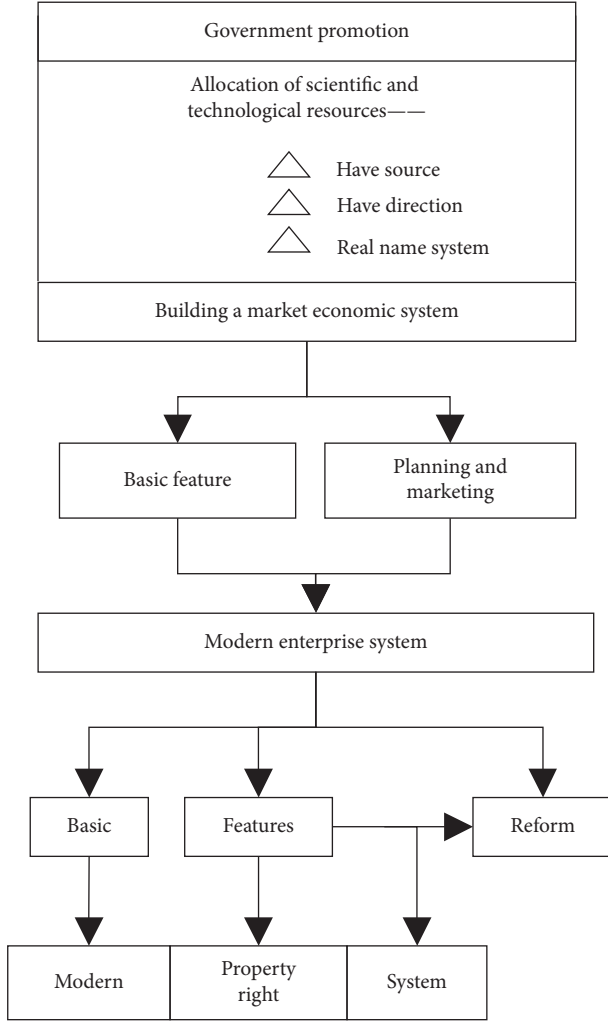 Government promotion
Allocation of scientific and
technological resources——
Have source
Have direction
Real name system
Building a market economic system
Basic feature
Planning and
marketing
Modern enterprise system
Basic
Features
Reform
Modern
Property
right
System